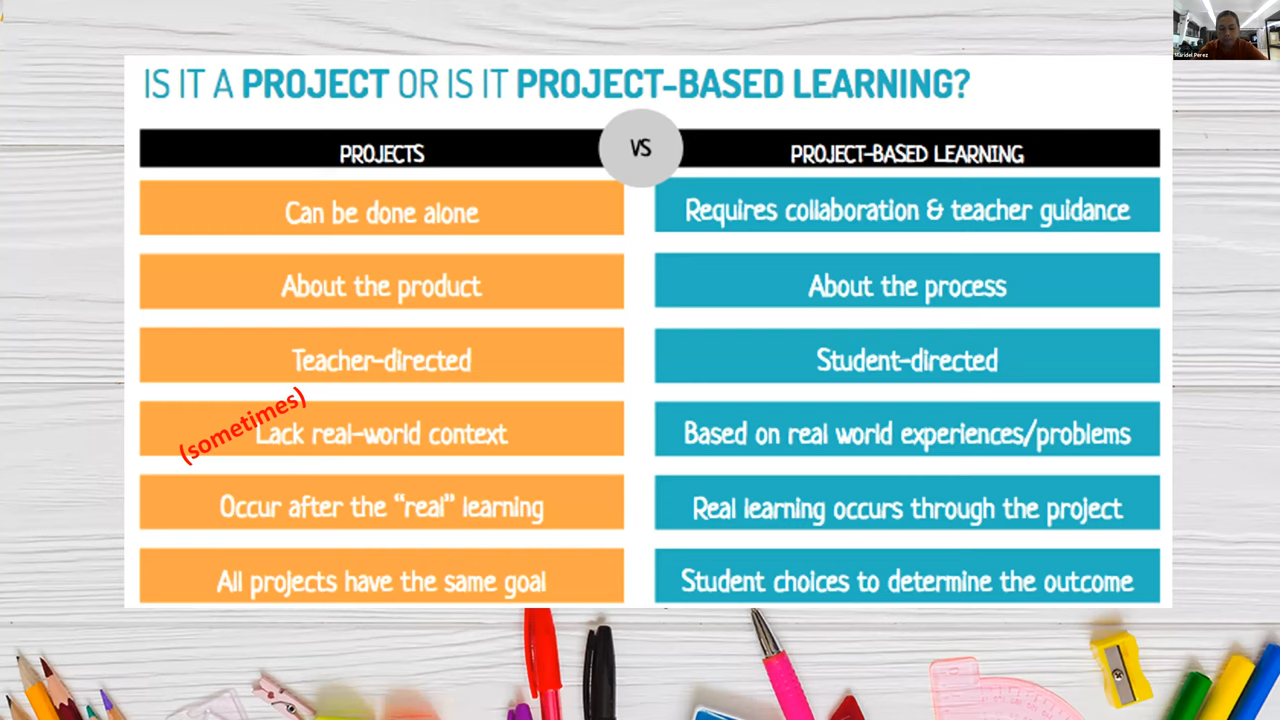 Maridel Perez
IS IT A PROJECT OR IS IT PROJECT-BASED LEARNING?
PROJECTS
VS
PROJECT-BASED LEARNING
Can be done alone
Requires collaboration & teacher guidance
About the product
About the process
Teacher-directed
Student-directed
(sometimes)
Lack real-world context
Based on real world experiences/problems
Occur after the “real” learning
Real learning occurs through the project
All projects have the same goal
Student choices to determine the outcome